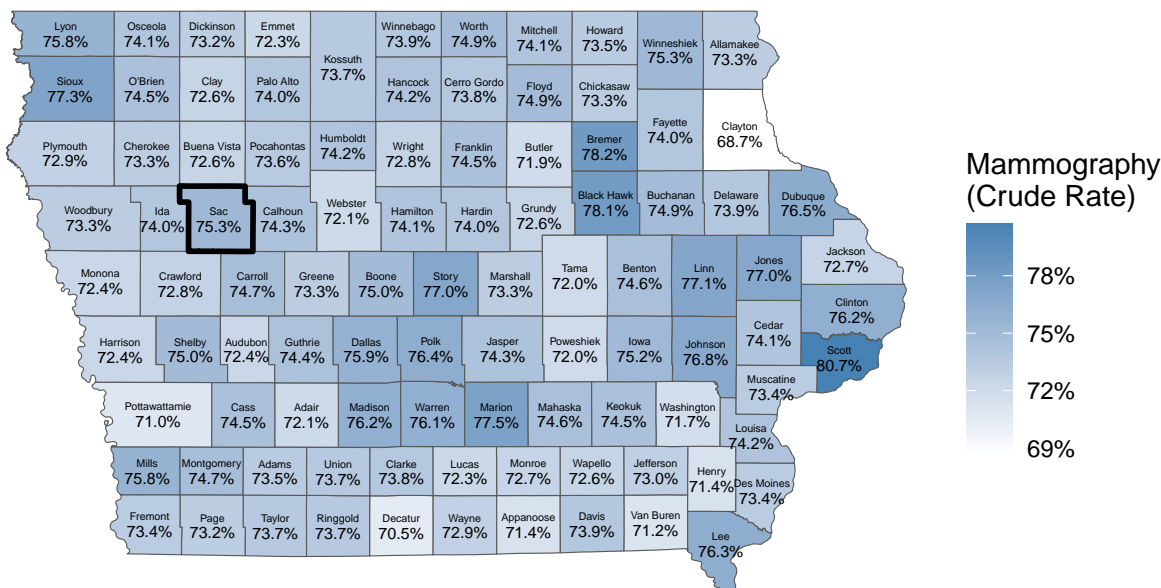 Lyon
75.8%
Osceola
74.1%
Dickinson
73.2%
Emmet
72.3%
Kossuth
73.7%
Winnebago
73.9%
Worth
74.9%
Mitchell
74.1%
Howard
73.5%
Winneshiek
75.3%
Allamakee
73.3%
Sioux
77.3%
O'Brien
74.5%
Clay
72.6%
Palo Alto
74.0%
Hancock
74.2%
Cerro Gordo
73.8%
Floyd
74.9%
Chickasaw
73.3%
Fayette
74.0%
Clayton
68.7%
Plymouth
72.9%
Cherokee
73.3%
Buena Vista
72.6%
Pocahontas
73.6%
Humboldt
74.2%
Wright
72.8%
Franklin
74.5%
Butler
71.9%
Bremer
78.2%
Woodbury
73.3%
Ida
74.0%
Sac
75.3%
Calhoun
74.3%
Webster
72.1%
Hamilton
74.1%
Hardin
74.0%
Grundy
72.6%
Black Hawk
78.1%
Buchanan
74.9%
Delaware
73.9%
Dubuque
76.5%
Monona
72.4%
Crawford
72.8%
Carroll
74.7%
Greene
73.3%
Boone
75.0%
Story
77.0%
Marshall
73.3%
Tama
72.0%
Benton
74.6%
Linn
77.1%
Jones
77.0%
Jackson
72.7%
Clinton
76.2%
Harrison
72.4%
Shelby
75.0%
Audubon
72.4%
Guthrie
74.4%
Dallas
75.9%
Polk
76.4%
Jasper
74.3%
Poweshiek
72.0%
Iowa
75.2%
Johnson
76.8%
Cedar
74.1%
Scott
80.7%
Muscatine
73.4%
Pottawattamie
71.0%
Cass
74.5%
Adair
72.1%
Madison
76.2%
Warren
76.1%
Marion
77.5%
Mahaska
74.6%
Keokuk
74.5%
Washington
71.7%
Louisa
74.2%
Mills
75.8%
Montgomery
74.7%
Adams
73.5%
Union
73.7%
Clarke
73.8%
Lucas
72.3%
Monroe
72.7%
Wapello
72.6%
Jefferson
73.0%
Henry
71.4%
Des Moines
73.4%
Fremont
73.4%
Page
73.2%
Taylor
73.7%
Ringgold
73.7%
Decatur
70.5%
Wayne
72.9%
Appanoose
71.4%
Davis
73.9%
Van Buren
71.2%
Lee
76.3%
Mammography
(Crude Rate)
78%
75%
72%
69%